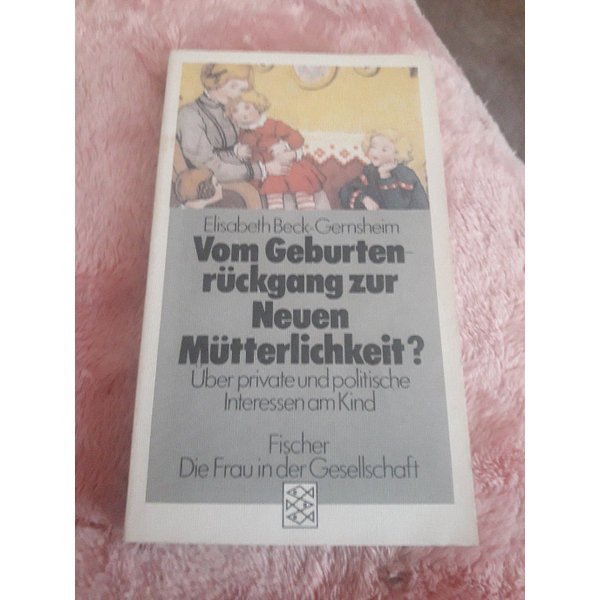 Elisabeth Beck-Gernsheim
Vom Geburten-
rückgang zur
Neuen
Mütterlichkeit?
Über private und politische
Interessen am Kind
Fischer
Die Frau in der Gesellschaft